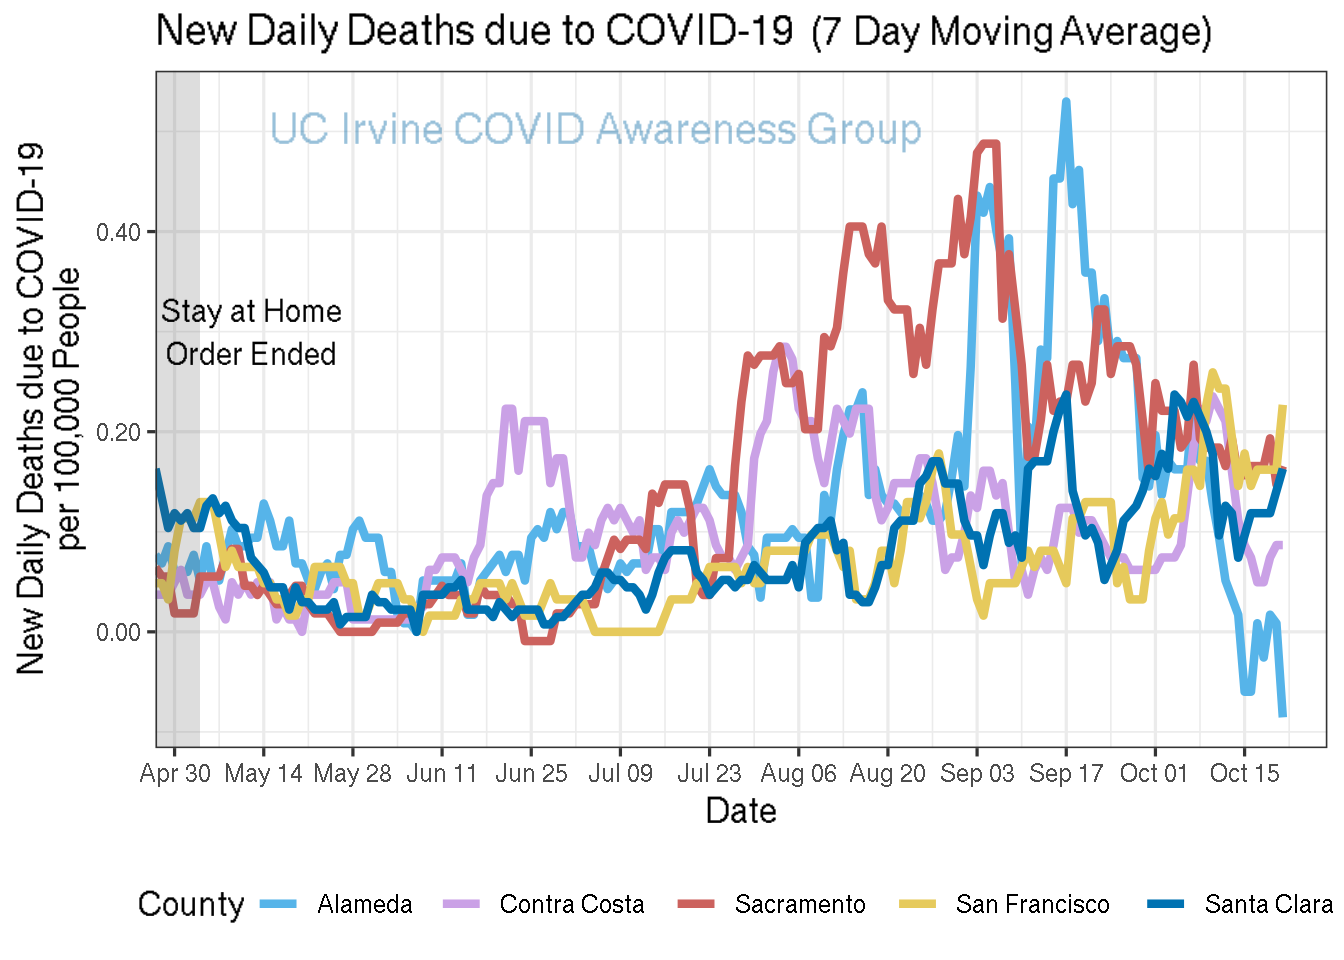 New Daily Deaths due to COVID-19 (7 Day Moving Average)
UC Irvine COVID Awareness Group
New Daily Deaths due to COVID-19
per 100,000 People
0.40
0.20
0.00
Stay at Home
Order Ended
Apr 30 May 14 May 28 Jun 11 Jun 25 Jul 09 Jul 23 Aug 06 Aug 20 Sep 03 Sep 17 Oct 01 Oct 15
Date
County Alameda Contra Costa Sacramento San Francisco Santa Clara